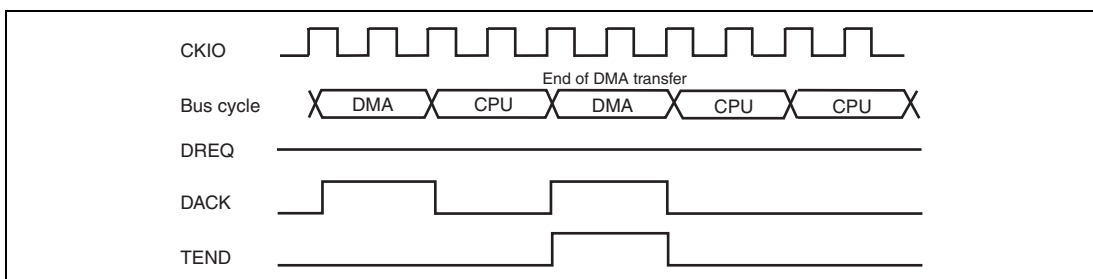 CKIO
End of DMA transfer
Bus cycle DMA CPU DMA CPU CPU
DREQ
DACK
TEND